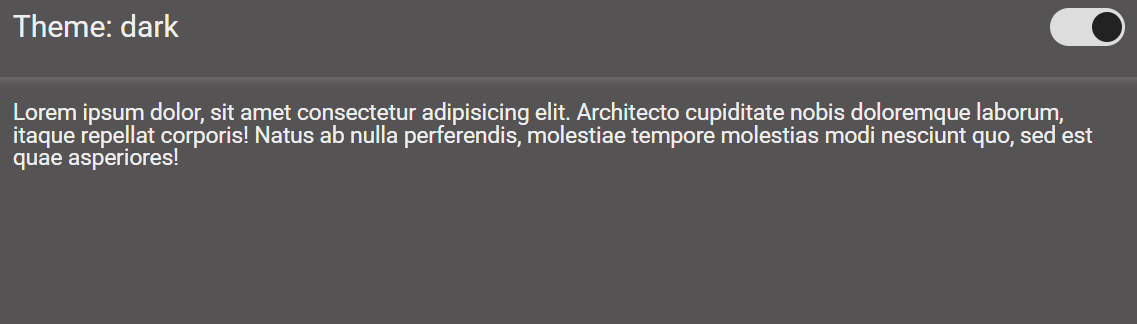 Theme: dark
Lorem ipsum dolor, sit amet consectetur adipisicing elit. Architecto cupiditate nobis doloremque laborum,
itaque repellat corporis! Natus ab nulla perferendis, molestiae tempore molestias modi nesciunt quo, sed est
quae asperiores!